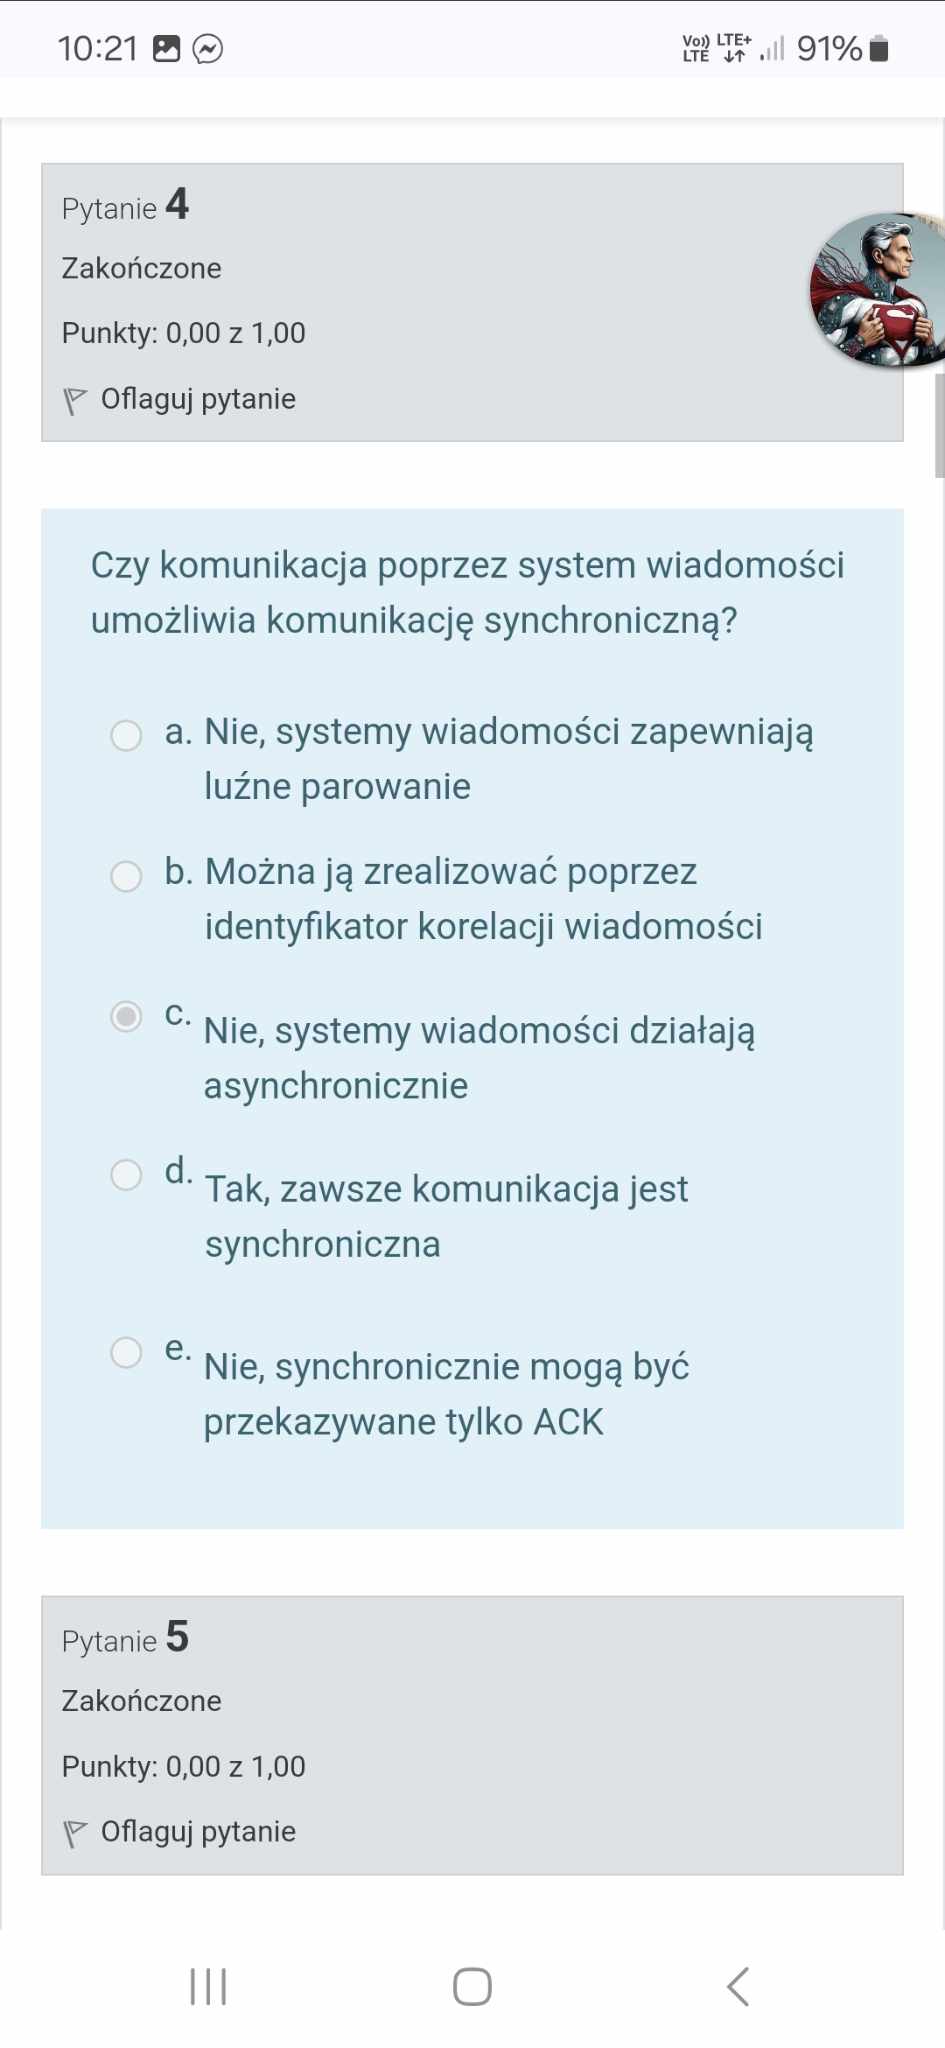 10:21
Vo)) LTE+
LTE
91%
Pytanie 4
Zakończone
Punkty: 0,00 z 1,00
Oflaguj pytanie
Czy komunikacja poprzez system wiadomości
umożliwia komunikację synchroniczną?
a. Nie, systemy wiadomości zapewniają
luźne parowanie
b. Można ją zrealizować poprzez
identyfikator korelacji wiadomości
c. Nie, systemy wiadomości działają
asynchronicznie
d. Tak, zawsze komunikacja jest
synchroniczna
e. Nie, synchronicznie mogą być
przekazywane tylko ACK
Pytanie 5
Zakończone
Punkty: 0,00 z 1,00
Oflaguj pytanie